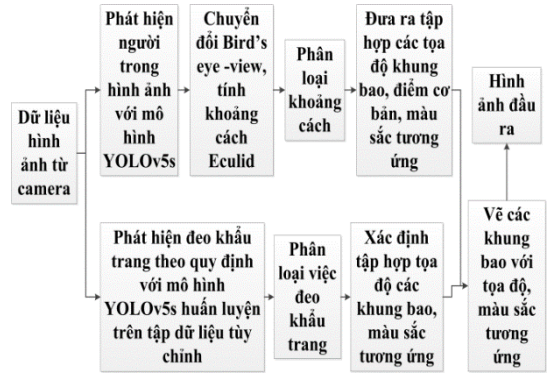 Dữ liệu
hình
ảnh từ
camera
Phát hiện
người
trong
hình ảnh
với mô
hình
YOLOv5s
Chuyển
đổi Bird's
eye -view,
tính
khoảng
cách
Eculid
Phân
loại
khoảng
cách
Đưa ra tập
hợp các tọa
độ khung
bao, điểm cơ
bản, màu
sắc tương
ứng
Hình
ảnh đầu
ra
Phát hiện đeo khẩu
trang theo quy định
với mô hình
YOLOv5s huấn luyện
trên tập dữ liệu tùy
chỉnh
Phân
loại việc
đeo
khẩu
trang
Xác định
tập hợp tọa
độ các
khung bao,
màu sắc
tương ứng
Vẽ các
khung
bao với
tọa độ,
màu sắc
tương
ứng